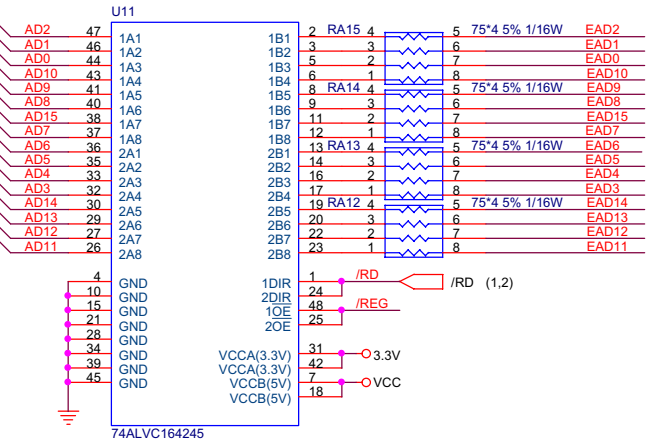 U11
AD2 47 1A1 1B1 2 RA15 4 5 75*4 5% 1/16W EAD2
AD1 46 1A2 1B2 3 3 6 EAD1
AD0 44 1A3 1B3 5 2 7 EAD0
AD10 43 1A4 1B4 6 1 8 EAD10
AD9 41 1A5 1B5 8 RA14 4 5 75*4 5% 1/16W EAD9
AD8 40 1A6 1B6 9 3 6 EAD8
AD15 38 1A7 1B7 11 2 7 EAD15
AD7 37 1A8 1B8 12 1 8 EAD7
AD6 36 2A1 2B1 13 RA13 4 5 75*4 5% 1/16W EAD6
AD5 35 2A2 2B2 14 3 6 EAD5
AD4 33 2A3 2B3 16 2 7 EAD4
AD3 32 2A4 2B4 17 1 8 EAD3
AD14 30 2A5 2B5 19 RA12 4 5 75*4 5% 1/16W EAD14
AD13 29 2A6 2B6 20 3 6 EAD13
AD12 27 2A7 2B7 22 2 7 EAD12
AD11 26 2A8 2B8 23 1 8 EAD11
4 GND 1DIR 1 /RD /RD (1,2)
10 GND 2DIR 24
15 GND 1OE 48 /REG
21 GND 2OE 25
28 GND
34 GND VCCA(3.3V) 31 3.3V
39 GND VCCA(3.3V) 42
45 GND VCCB(5V) 7 VCC
VCCB(5V) 18
74ALVC164245